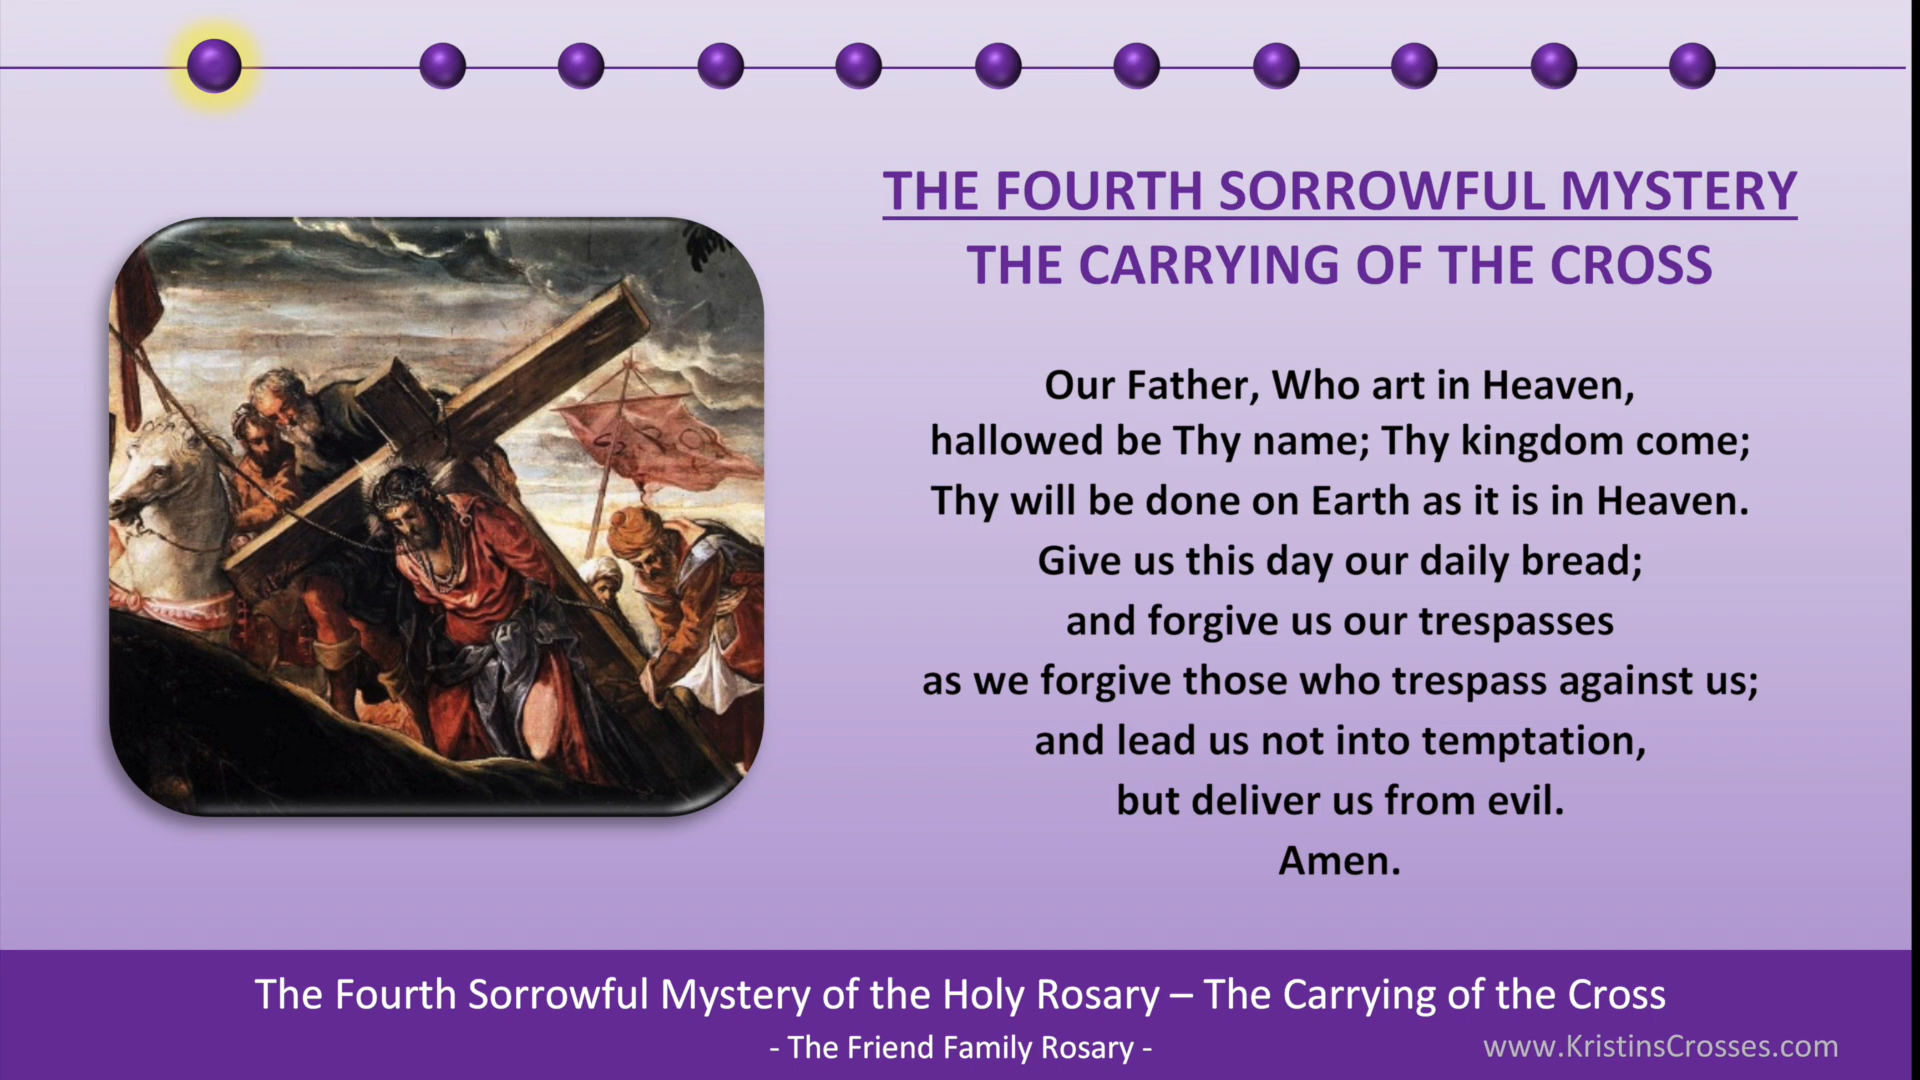 THE FOURTH SORROWFUL MYSTERY
THE CARRYING OF THE CROSS
Our Father, Who art in Heaven,
hallowed be Thy name; Thy kingdom come;
Thy will be done on Earth as it is in Heaven.
Give us this day our daily bread;
and forgive us our trespasses
as we forgive those who trespass against us;
and lead us not into temptation,
but deliver us from evil.
Amen.
The Fourth Sorrowful Mystery of the Holy Rosary – The Carrying of the Cross
- The Friend Family Rosary -
www.KristinsCrosses.com